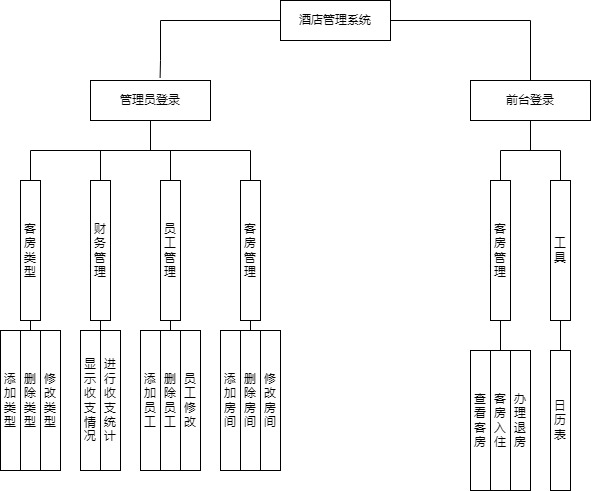 酒店管理系统
管理员登录
前台登录
客房类型
财务管理
员工管理
客房管理
客房管理
工具
添加类型
删除类型
修改类型
显示收支情况
进行收支统计
添加员工
删除员工
员工修改
添加房间
删除房间
修改房间
查看客房
客房入住
办理退房
日历表